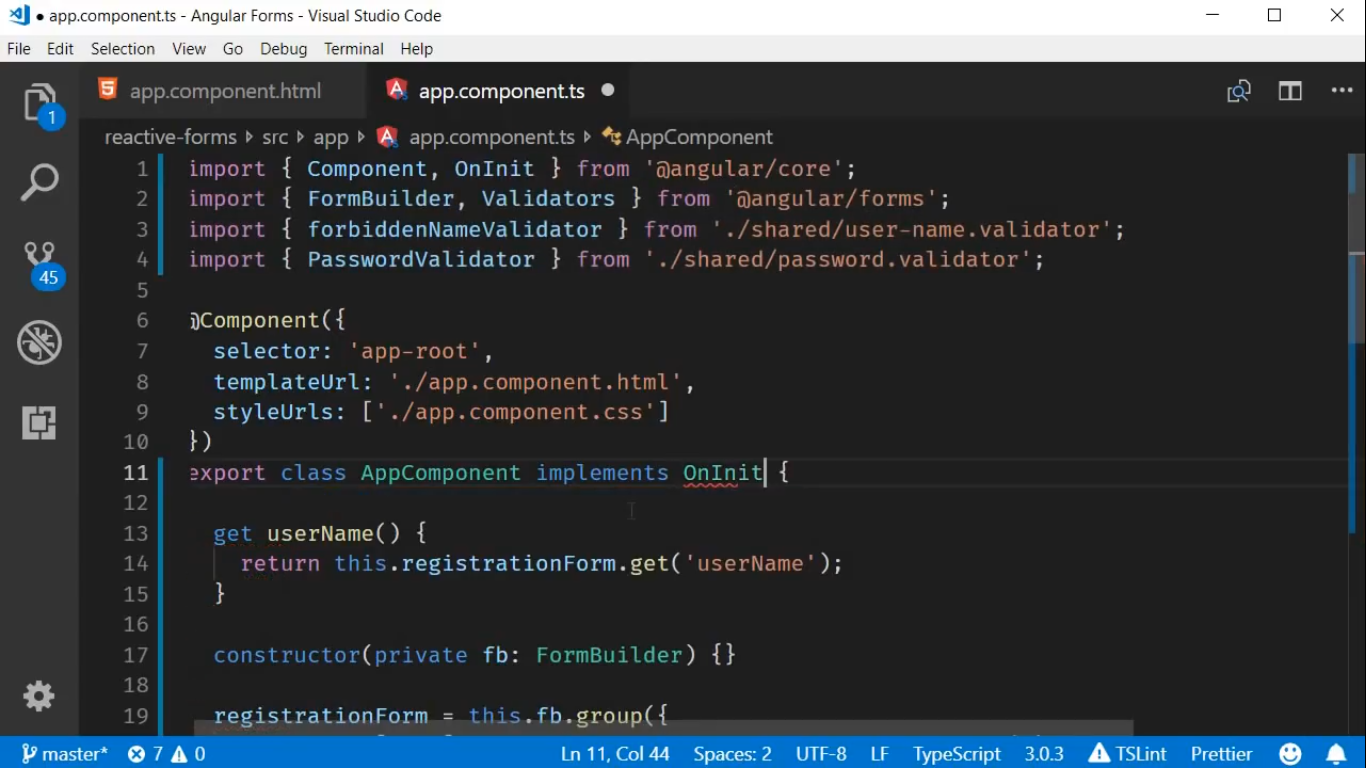 ● app.component.ts - Angular Forms - Visual Studio Code
File Edit Selection View Go Debug Terminal Help
app.component.html app.component.ts ●
1
reactive-forms src app app.component.ts AppComponent
1 import { Component, OnInit } from '@angular/core';
2 import { FormBuilder, Validators } from '@angular/forms';
3 import { forbiddenNameValidator } from './shared/user-name.validator';
4 import { PasswordValidator } from './shared/password.validator';
45
5
6 @Component({
7 selector: 'app-root',
8 templateUrl: './app.component.html',
9 styleUrls: ['./app.component.css']
10 })
11 export class AppComponent implements OnInit {
12
13 get userName() {
14 return this.registrationForm.get('userName');
15 }
16
17 constructor(private fb: FormBuilder) {}
18
19 registrationForm = this.fb.group({
master* 7 0 Ln 11, Col 44 Spaces: 2 UTF-8 LF TypeScript 3.0.3 TSLint Prettier